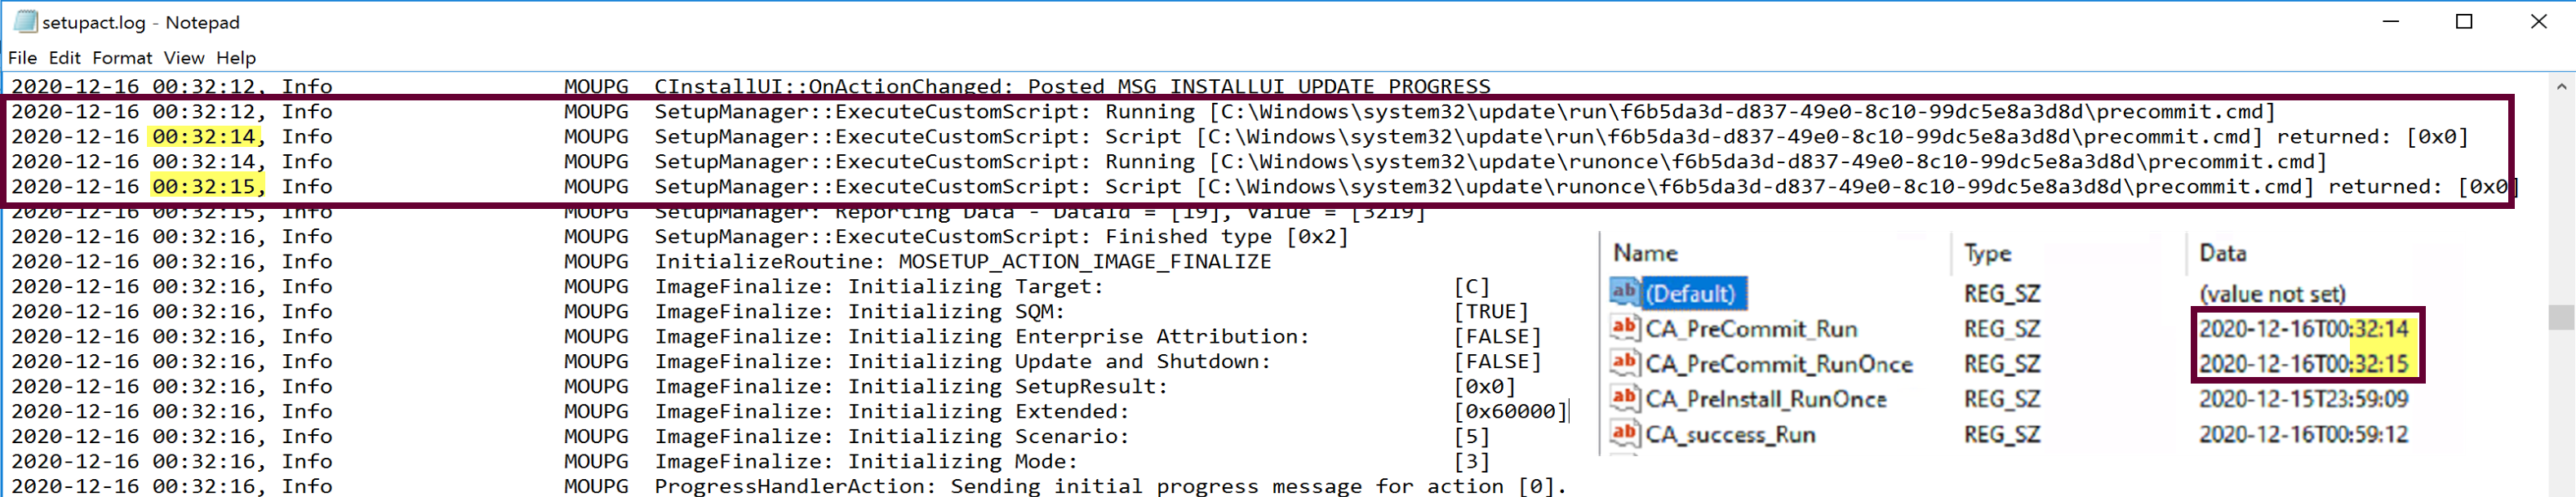 setupact.log - Notepad
File Edit Format View Help
2020-12-16 00:32:12, Info MOUPG CInstallUI::OnActionChanged: Posted MSG_INSTALLUI_UPDATE_PROGRESS
2020-12-16 00:32:12, Info MOUPG SetupManager::ExecuteCustomScript: Running [C:\Windows\system32\update\run\f6b5da3d-d837-49e0-8c10-99dc5e8a3d8d\precommit.cmd]
2020-12-16 00:32:14, Info MOUPG SetupManager::ExecuteCustomScript: Script [C:\Windows\system32\update\run\f6b5da3d-d837-49e0-8c10-99dc5e8a3d8d\precommit.cmd] returned: [0x0]
2020-12-16 00:32:14, Info MOUPG SetupManager::ExecuteCustomScript: Running [C:\Windows\system32\update\runonce\f6b5da3d-d837-49e0-8c10-99dc5e8a3d8d\precommit.cmd]
2020-12-16 00:32:15, Info MOUPG SetupManager::ExecuteCustomScript: Script [C:\Windows\system32\update\runonce\f6b5da3d-d837-49e0-8c10-99dc5e8a3d8d\precommit.cmd] returned: [0x0]
2020-12-16 00:32:15, Info MOUPG SetupManager: Reporting Data - DataId = [19], Value = [3219]
2020-12-16 00:32:16, Info MOUPG SetupManager::ExecuteCustomScript: Finished type [0x2]
2020-12-16 00:32:16, Info MOUPG InitializeRoutine: MOSETUP_ACTION_IMAGE_FINALIZE
2020-12-16 00:32:16, Info MOUPG ImageFinalize: Initializing Target: [C]
2020-12-16 00:32:16, Info MOUPG ImageFinalize: Initializing SQM: [TRUE]
2020-12-16 00:32:16, Info MOUPG ImageFinalize: Initializing Enterprise Attribution: [FALSE]
2020-12-16 00:32:16, Info MOUPG ImageFinalize: Initializing Update and Shutdown: [FALSE]
2020-12-16 00:32:16, Info MOUPG ImageFinalize: Initializing SetupResult: [0x0]
2020-12-16 00:32:16, Info MOUPG ImageFinalize: Initializing Extended: [0x60000]
2020-12-16 00:32:16, Info MOUPG ImageFinalize: Initializing Scenario: [5]
2020-12-16 00:32:16, Info MOUPG ImageFinalize: Initializing Mode: [3]
2020-12-16 00:32:16, Info MOUPG ProgressHandlerAction: Sending initial progress message for action [0].
Name Type Data
(Default) REG_SZ (value not set)
CA_PreCommit_Run REG_SZ 2020-12-16T00:32:14
CA_PreCommit_RunOnce REG_SZ 2020-12-16T00:32:15
CA_PreInstall_RunOnce REG_SZ 2020-12-15T23:59:09
CA_success_Run REG_SZ 2020-12-16T00:59:12